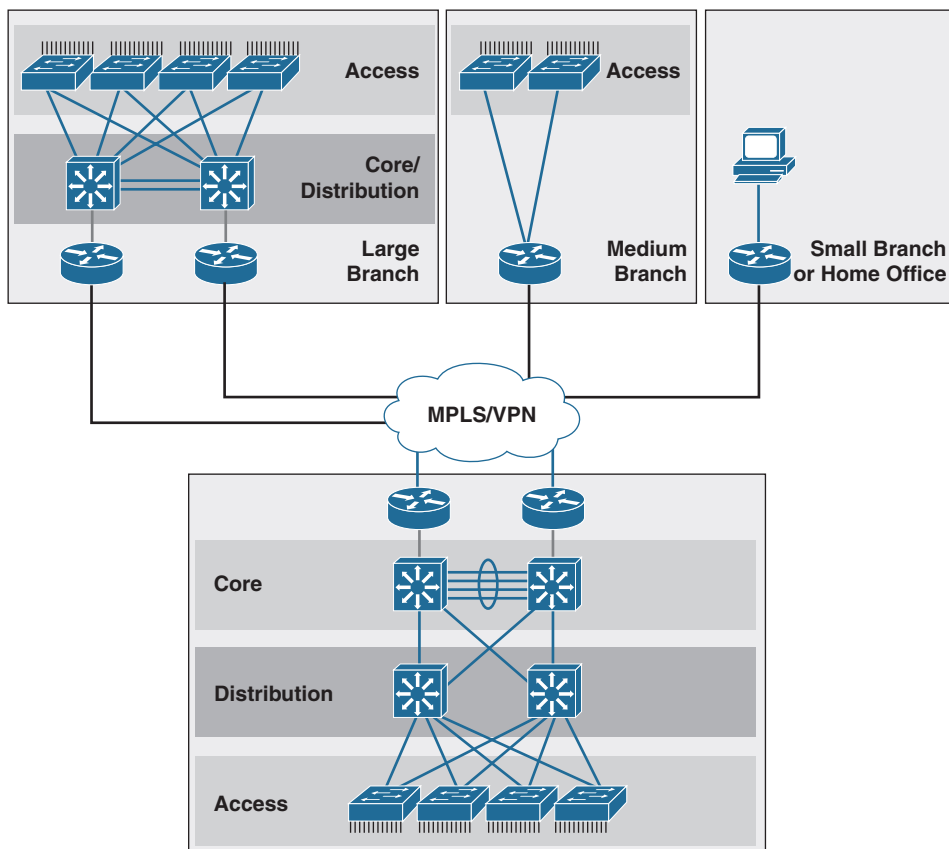 Access
Core/
Distribution
Large
Branch
Access
Medium
Branch
Small Branch
or Home Office
MPLS/VPN
Core
Distribution
Access